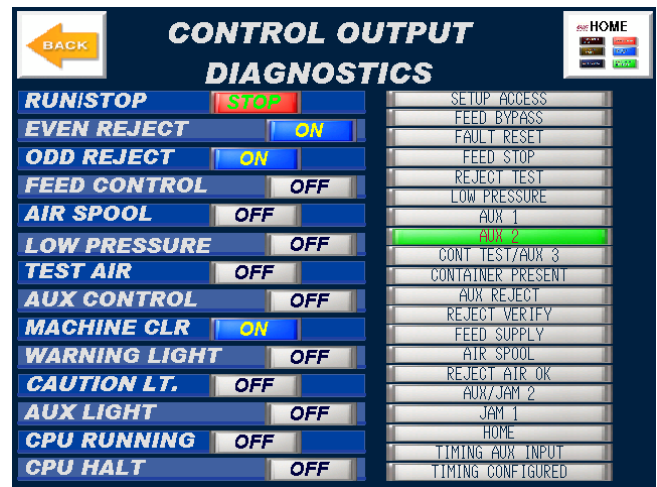 BACK
CONTROL OUTPUT
DIAGNOSTICS
HOME
RUN/STOP STOP
EVEN REJECT ON
ODD REJECT ON
FEED CONTROL OFF
AIR SPOOL OFF
LOW PRESSURE OFF
TEST AIR OFF
AUX CONTROL OFF
MACHINE CLR ON
WARNING LIGHT OFF
CAUTION LT. OFF
AUX LIGHT OFF
CPU RUNNING OFF
CPU HALT OFF
SETUP ACCESS
FEED BYPASS
FAULT RESET
FEED STOP
REJECT TEST
LOW PRESSURE
AUX 1
AUX 2
CONT TEST/AUX 3
CONTAINER PRESENT
AUX REJECT
REJECT VERIFY
FEED SUPPLY
AIR SPOOL
REJECT AIR OK
AUX/JAM 2
JAM 1
HOME
TIMING AUX INPUT
TIMING CONFIGURED